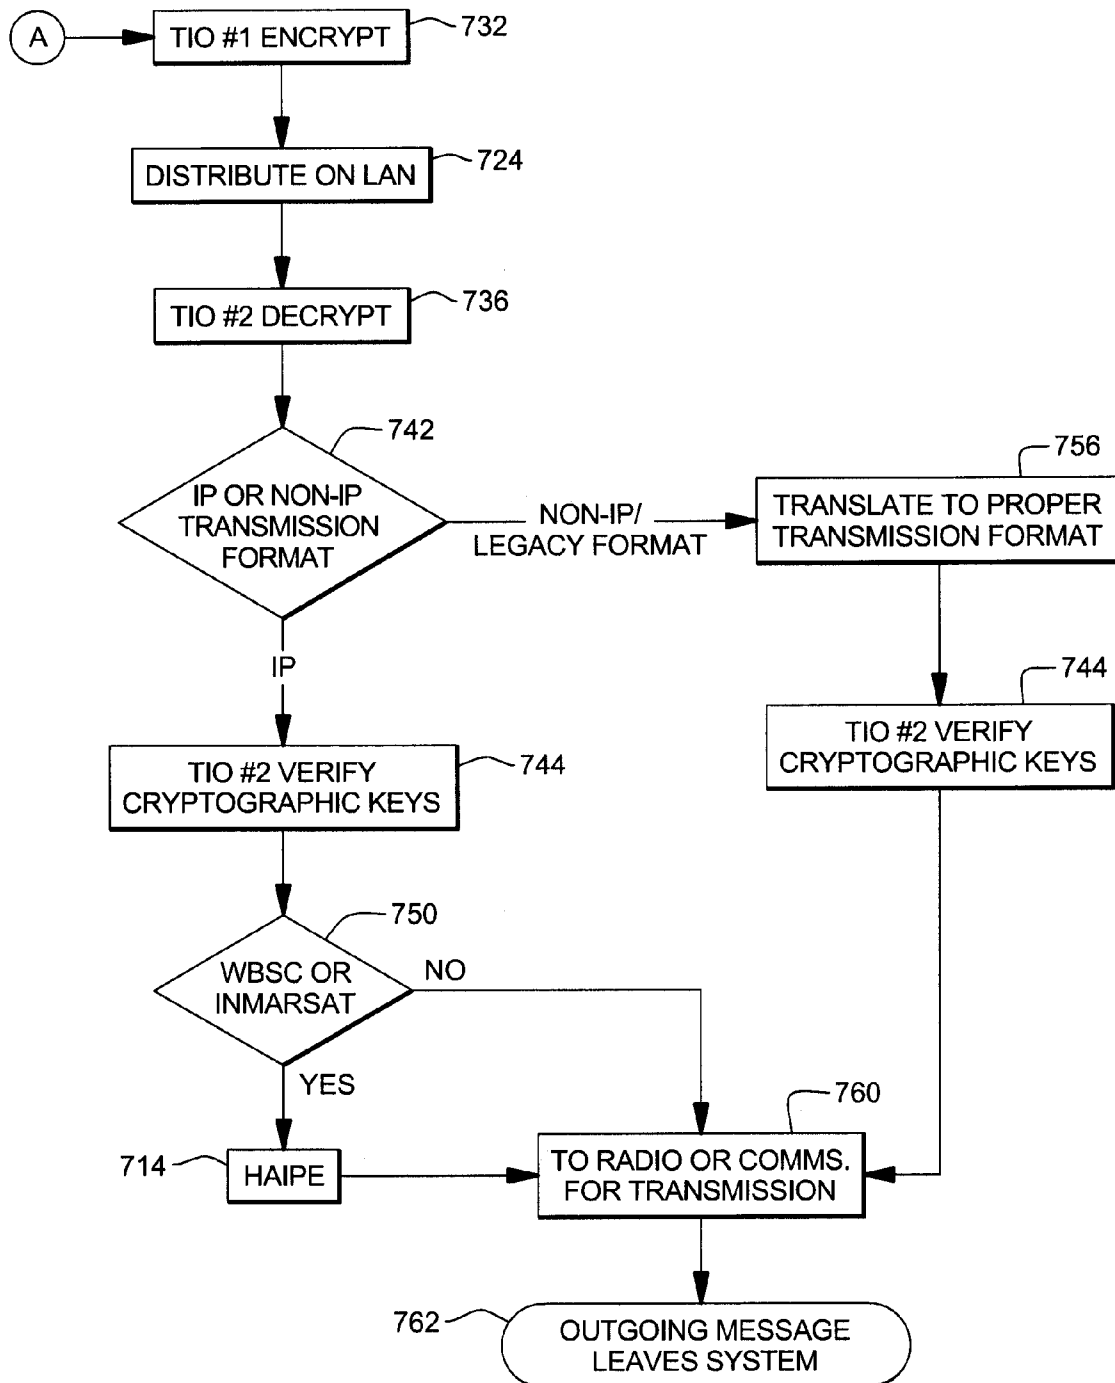 A
TIO #1 ENCRYPT
732
DISTRIBUTE ON LAN
724
TIO #2 DECRYPT
736
742
IP OR NON-IP
TRANSMISSION
FORMAT
NON-IP/
LEGACY FORMAT
756
TRANSLATE TO PROPER
TRANSMISSION FORMAT
IP
744
TIO #2 VERIFY
CRYPTOGRAPHIC KEYS
TIO #2 VERIFY
CRYPTOGRAPHIC KEYS
744
750
WBSC OR
INMARSAT
NO
YES
714
HAIPE
760
TO RADIO OR COMMS.
FOR TRANSMISSION
762
OUTGOING MESSAGE
LEAVES SYSTEM